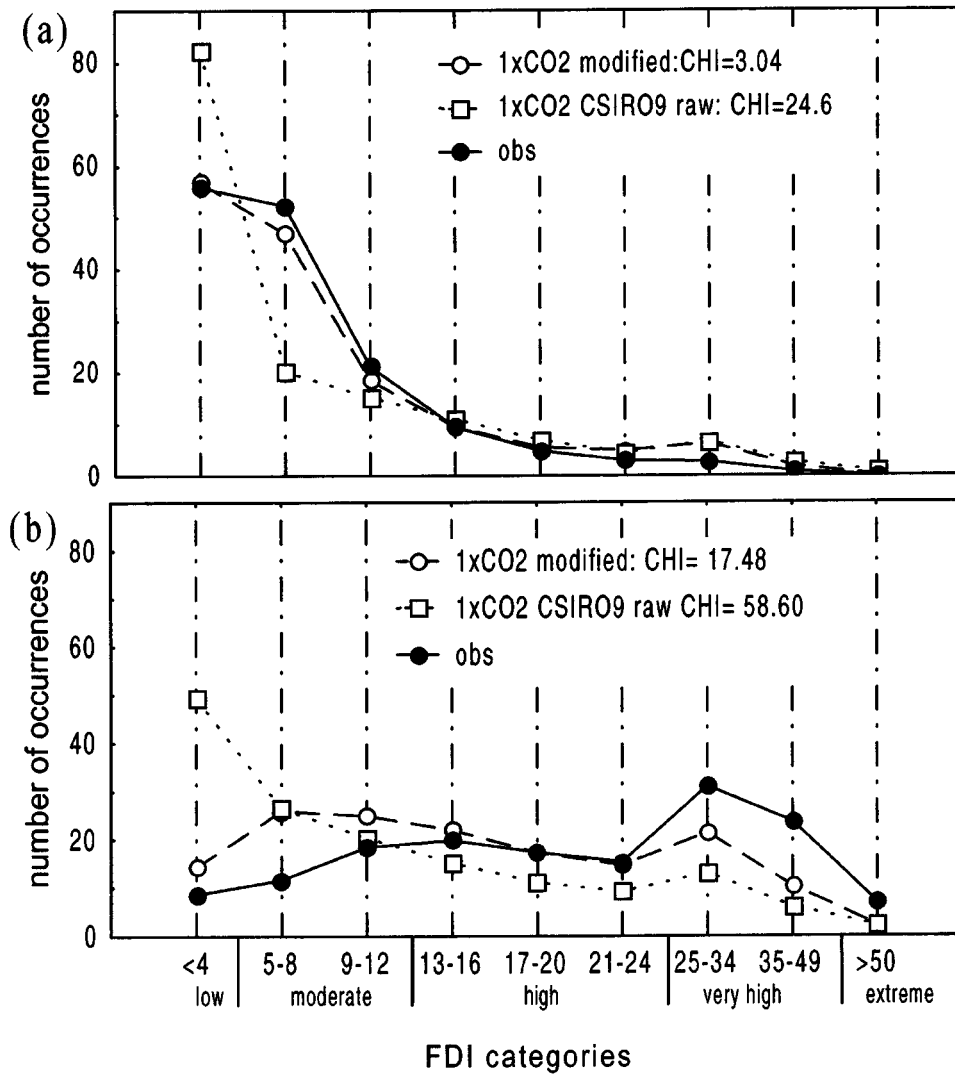 (a)
80
60
40
20
0
number of occurrences
1xCO2 modified:CHI=3.04
1xCO2 CSIRO9 raw: CHI=24.6
obs
(b)
80
60
40
20
0
number of occurrences
1xCO2 modified: CHI= 17.48
1xCO2 CSIRO9 raw CHI= 58.60
obs
<4 5-8 9-12 13-16 17-20 21-24 25-34 35-49 >50
low moderate high very high extreme
FDI categories